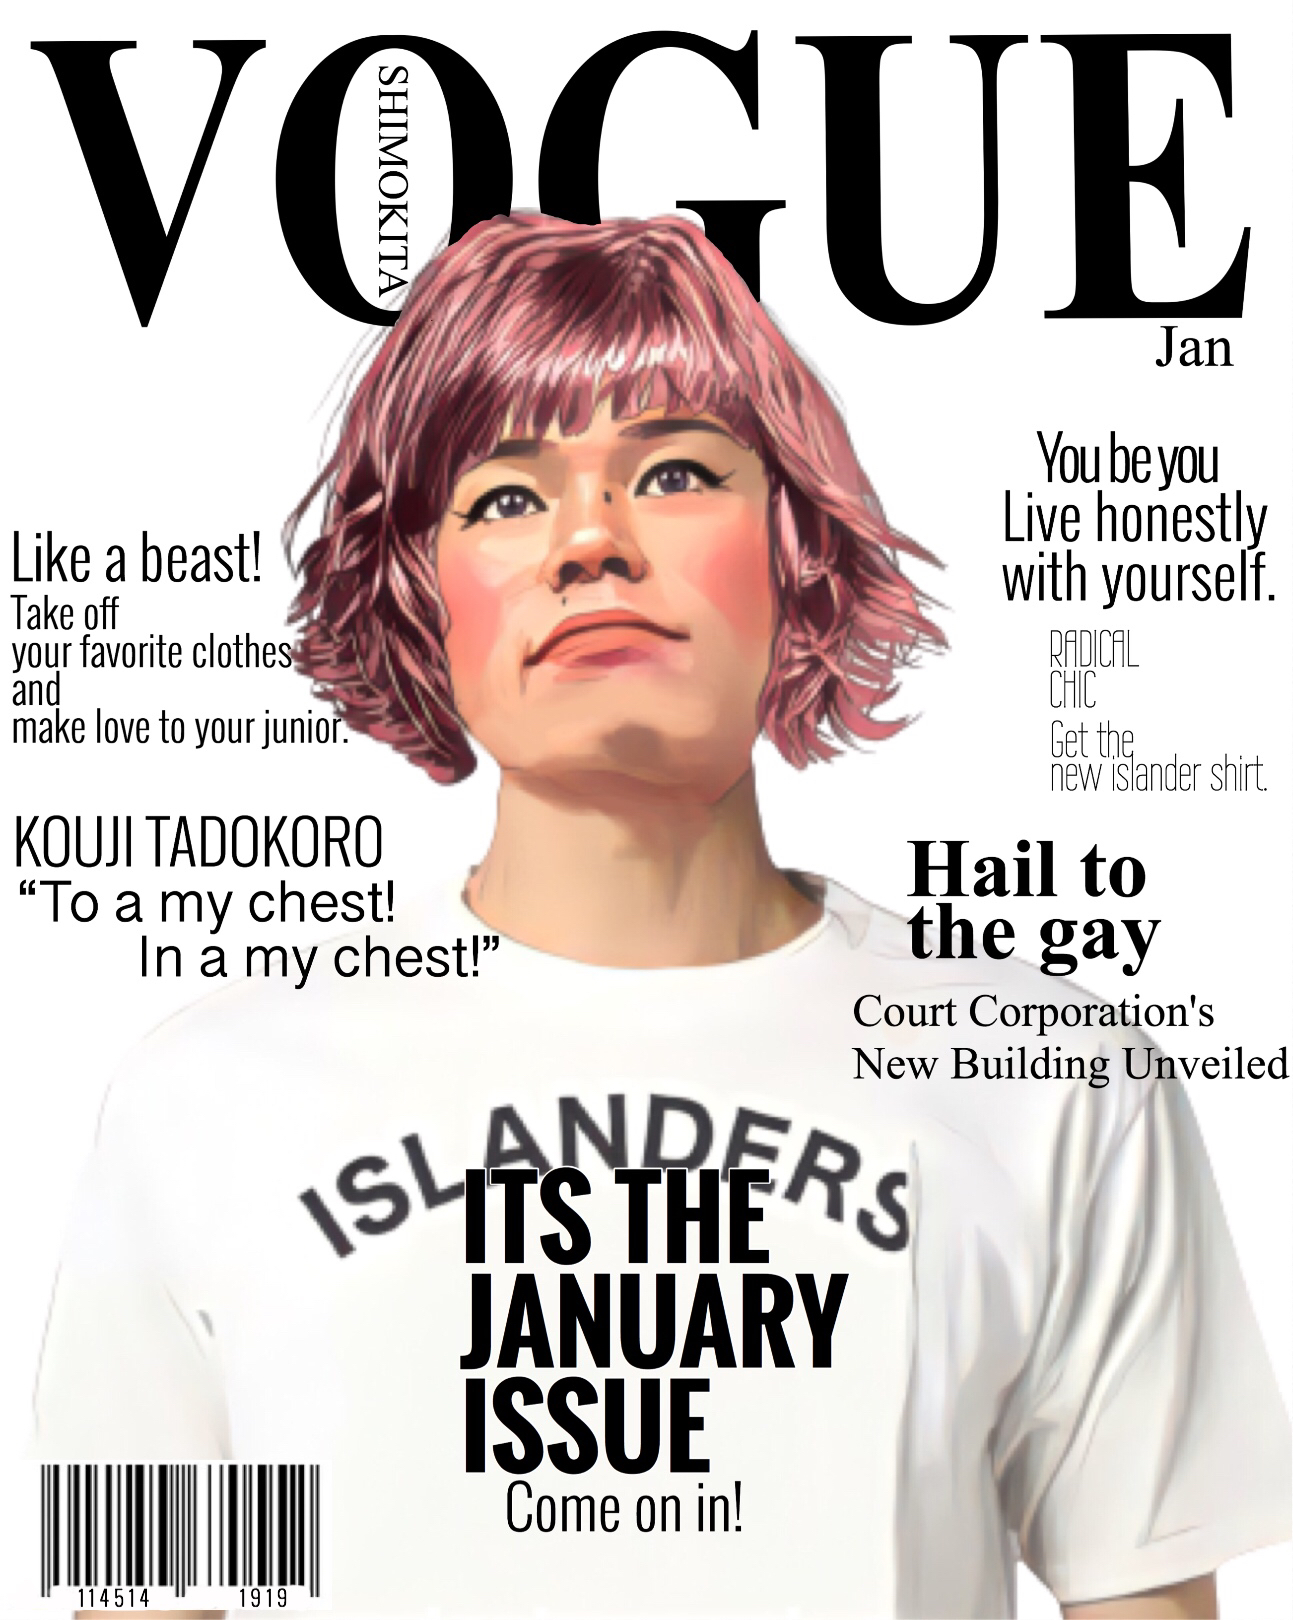 VOGUE
SHIMOKITA
Jan
You be you
Live honestly
with yourself.
RADICAL
CHIC
Get the
new islander shirt.
Like a beast!
Take off
your favorite clothes
and
make love to your junior.
KOUJI TADOKORO
“To a my chest!
In a my chest!”
Hail to
the gay
Court Corporation's
New Building Unveiled
ISLANDERS
ITS THE
JANUARY
ISSUE
Come on in!
114514 1919